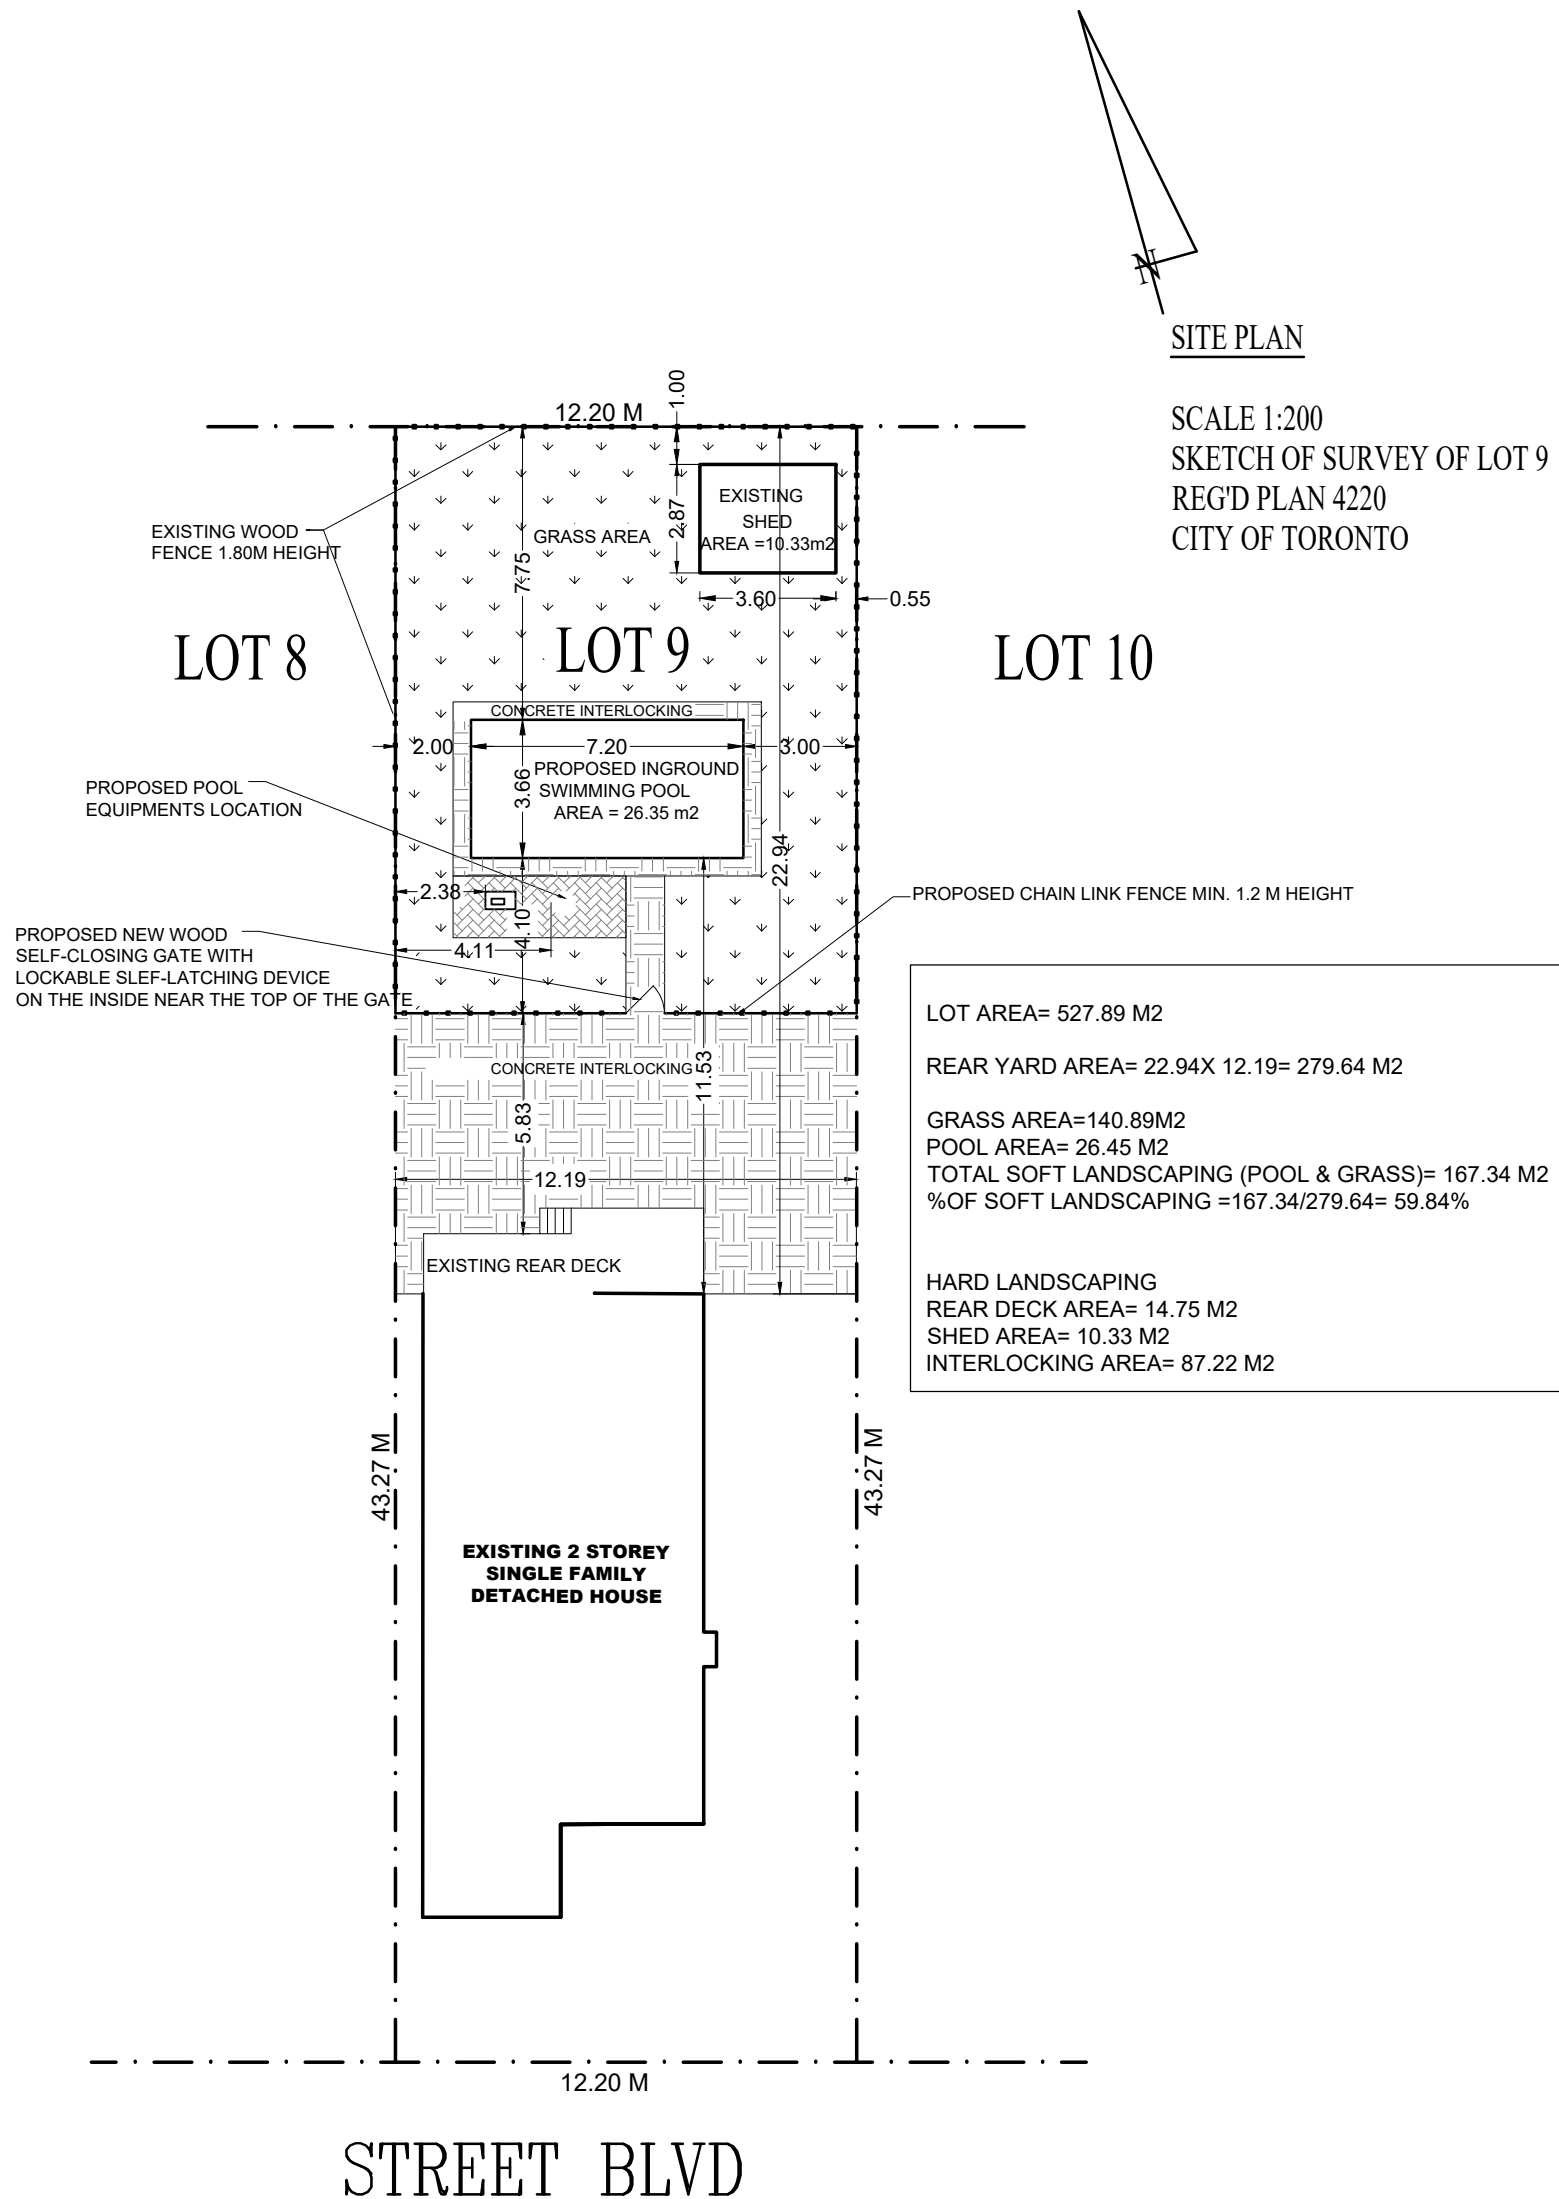 N
SITE PLAN
SCALE 1:200
SKETCH OF SURVEY OF LOT 9
REG'D PLAN 4220
CITY OF TORONTO
12.20 M
1.00
EXISTING
SHED
AREA =10.33m2
2.87
3.60
0.55
GRASS AREA
7.75
EXISTING WOOD
FENCE 1.80M HEIGHT
LOT 8
LOT 9
LOT 10
CONCRETE INTERLOCKING
2.00
7.20
3.00
3.66
PROPOSED INGROUND
SWIMMING POOL
AREA = 26.35 m2
PROPOSED POOL
EQUIPMENTS LOCATION
22.94
2.38
4.10
4.11
PROPOSED CHAIN LINK FENCE MIN. 1.2 M HEIGHT
PROPOSED NEW WOOD
SELF-CLOSING GATE WITH
LOCKABLE SLEF-LATCHING DEVICE
ON THE INSIDE NEAR THE TOP OF THE GATE
CONCRETE INTERLOCKING
11.53
5.83
12.19
EXISTING REAR DECK
LOT AREA= 527.89 M2
REAR YARD AREA= 22.94X 12.19= 279.64 M2
GRASS AREA=140.89M2
POOL AREA= 26.45 M2
TOTAL SOFT LANDSCAPING (POOL & GRASS)= 167.34 M2
%OF SOFT LANDSCAPING =167.34/279.64= 59.84%
HARD LANDSCAPING
REAR DECK AREA= 14.75 M2
SHED AREA= 10.33 M2
INTERLOCKING AREA= 87.22 M2
43.27 M
43.27 M
EXISTING 2 STOREY
SINGLE FAMILY
DETACHED HOUSE
12.20 M
STREET BLVD